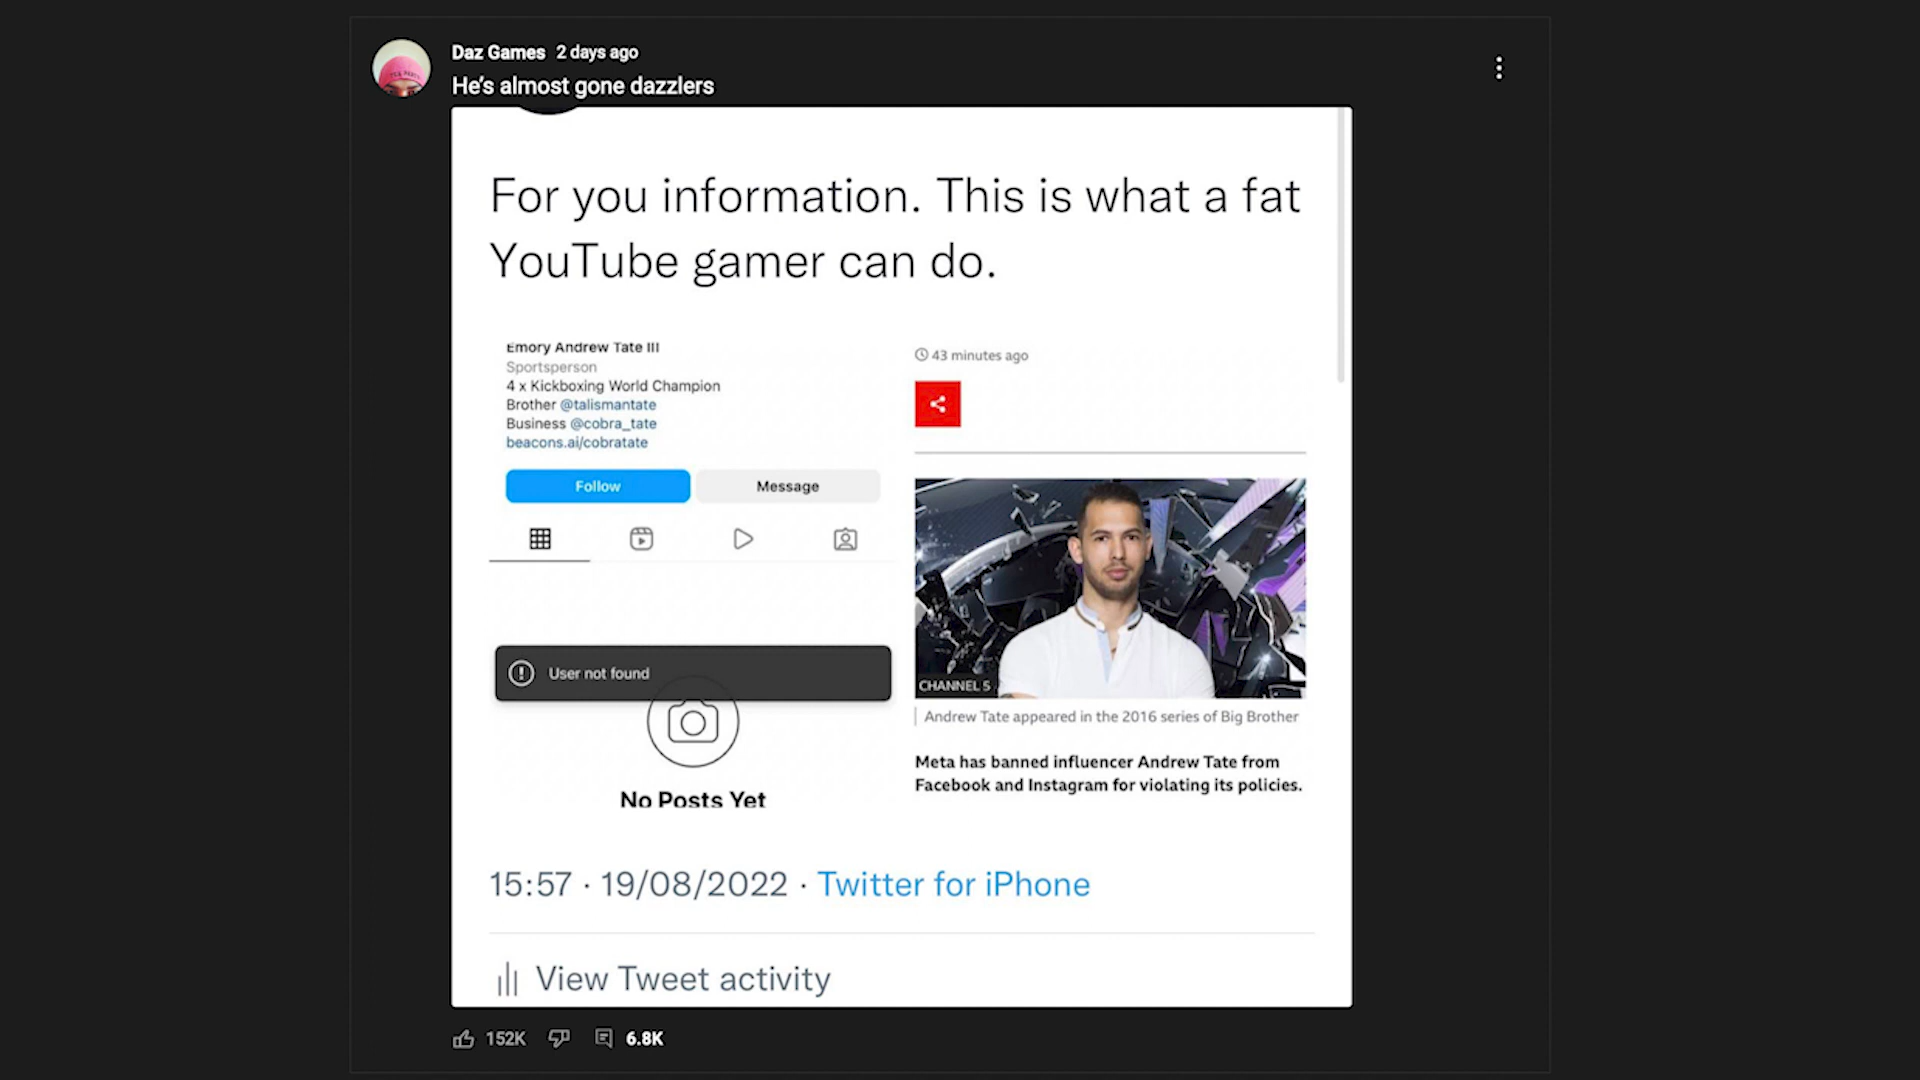 Daz Games 2 days ago
He's almost gone dazzlers
For you information. This is what a fat
YouTube gamer can do.
Emory Andrew Tate III
Sportsperson
4 x Kickboxing World Champion
Brother @talismantate
Business @cobra_tate
beacons.ai/cobratate
Follow Message
User not found
No Posts Yet
43 minutes ago
CHANNEL 5
Andrew Tate appeared in the 2016 series of Big Brother
Meta has banned influencer Andrew Tate from
Facebook and Instagram for violating its policies.
15:57 · 19/08/2022 · Twitter for iPhone
View Tweet activity
152K 6.8K